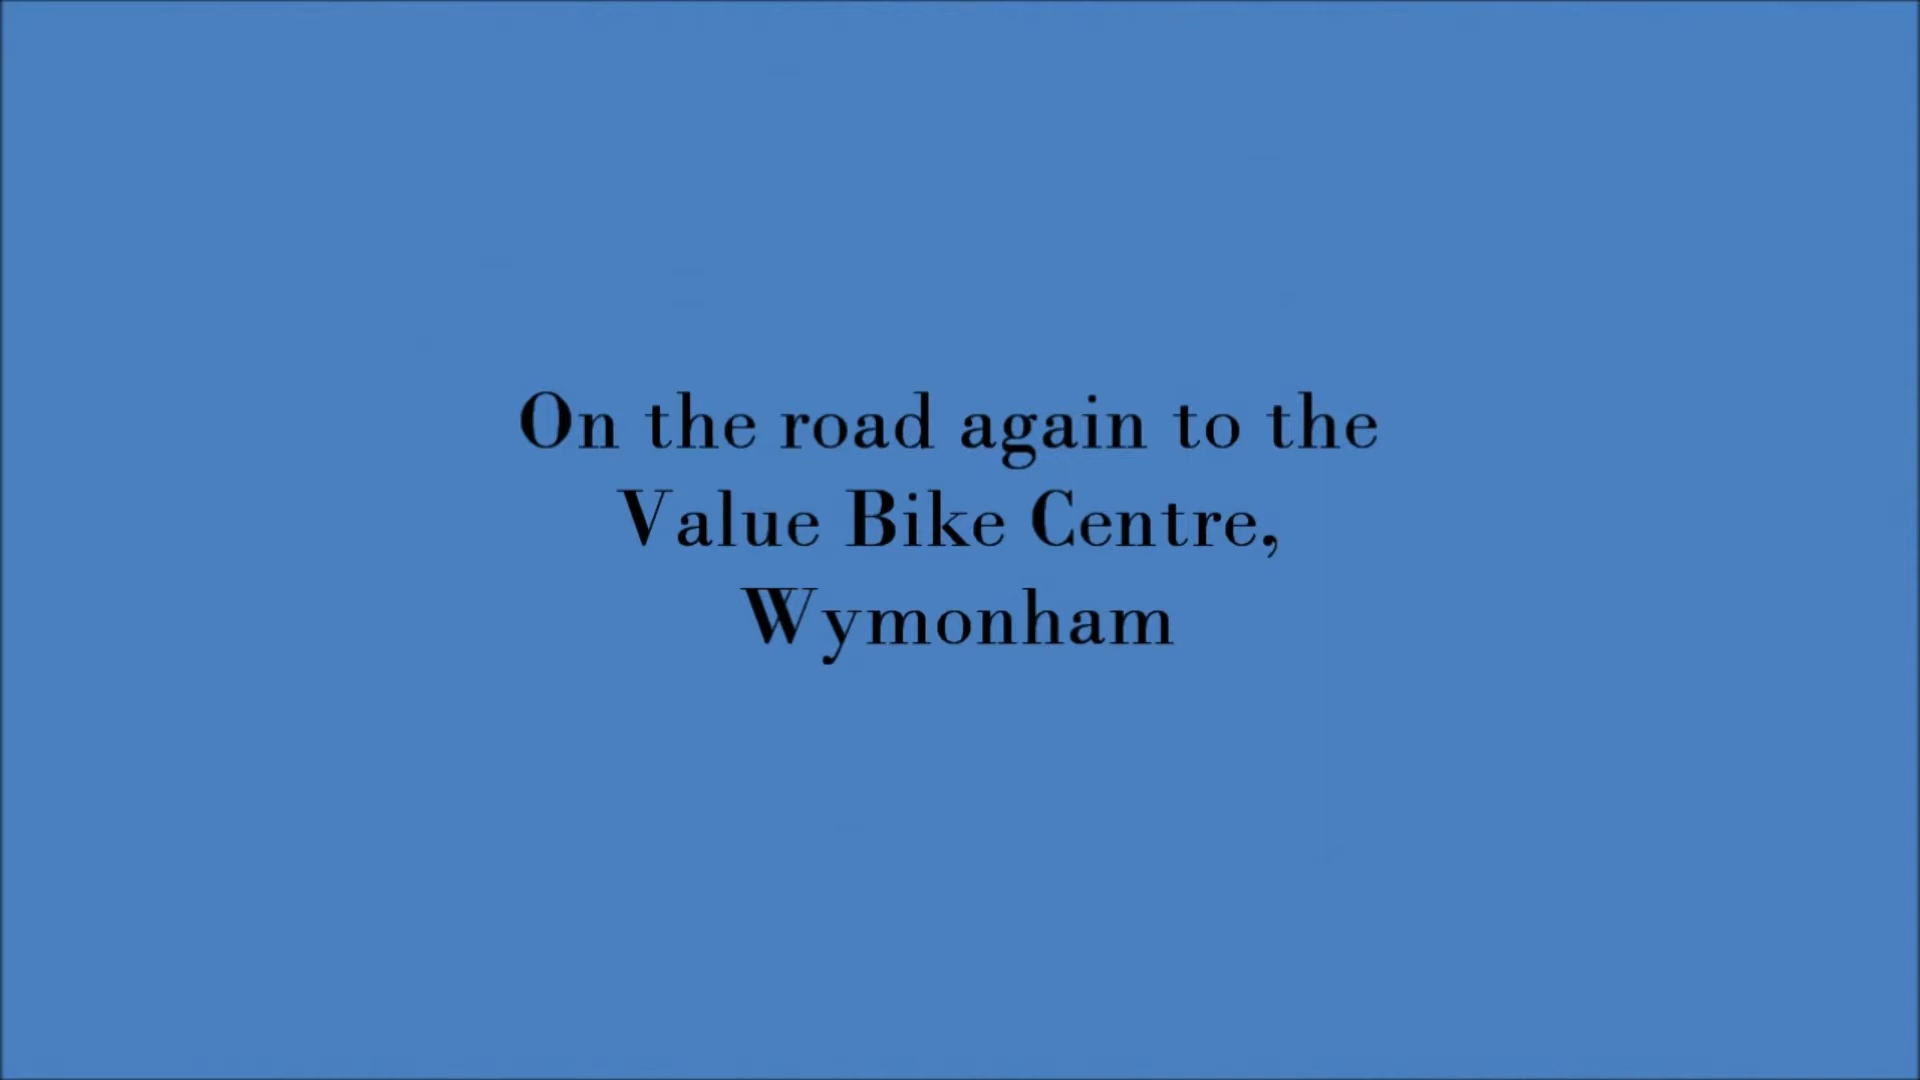 On the road again to the
Value Bike Centre,
Wymonham